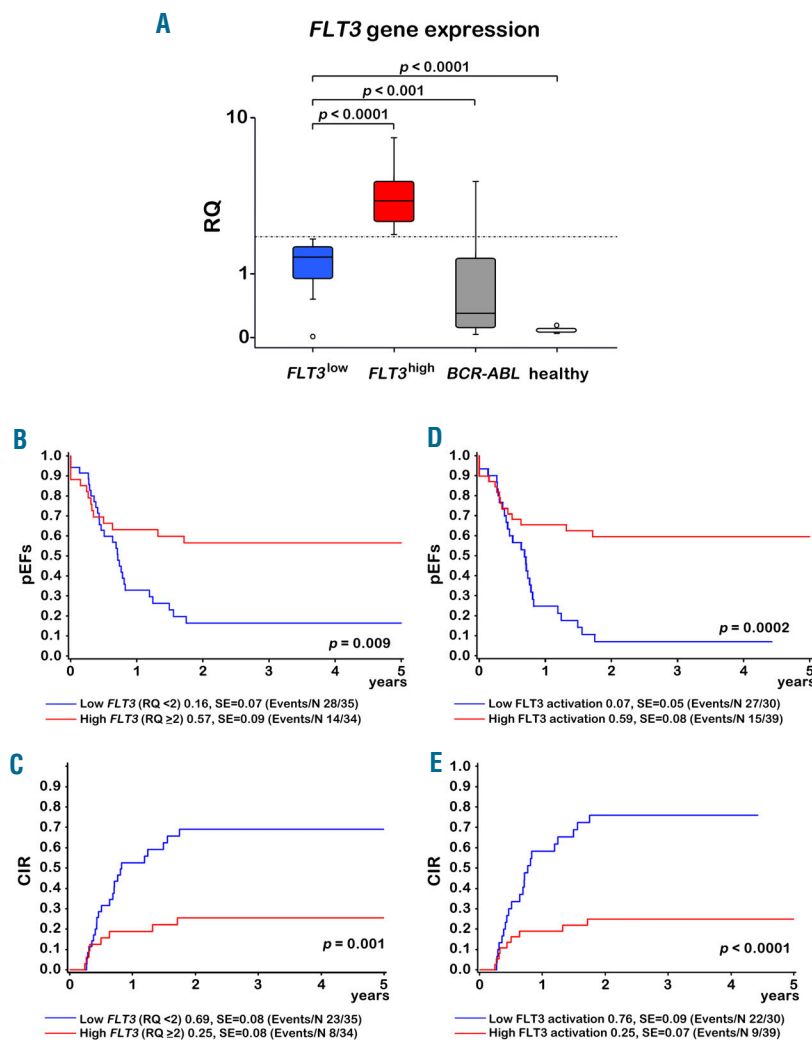 A
FLT3 gene expression
p < 0.0001
p < 0.001
p < 0.0001
10
RQ
1
0
FLT3low FLT3high BCR-ABL healthy
B
1.0
0.9
0.8
0.7
0.6
0.5
0.4
0.3
0.2
0.1
0.0
pEFs
p = 0.009
0 1 2 3 4 5
years
Low FLT3 (RQ <2) 0.16, SE=0.07 (Events/N 28/35)
High FLT3 (RQ ≥2) 0.57, SE=0.09 (Events/N 14/34)
D
1.0
0.9
0.8
0.7
0.6
0.5
0.4
0.3
0.2
0.1
0.0
pEFs
p = 0.0002
0 1 2 3 4 5
years
Low FLT3 activation 0.07, SE=0.05 (Events/N 27/30)
High FLT3 activation 0.59, SE=0.08 (Events/N 15/39)
C
0.9
0.8
0.7
0.6
0.5
0.4
0.3
0.2
0.1
0.0
CIR
p = 0.001
0 1 2 3 4 5
years
Low FLT3 (RQ <2) 0.69, SE=0.08 (Events/N 23/35)
High FLT3 (RQ ≥2) 0.25, SE=0.08 (Events/N 8/34)
E
1.0
0.9
0.8
0.7
0.6
0.5
0.4
0.3
0.2
0.1
0.0
CIR
p < 0.0001
0 1 2 3 4 5
years
Low FLT3 activation 0.76, SE=0.09 (Events/N 22/30)
High FLT3 activation 0.25, SE=0.07 (Events/N 9/39)